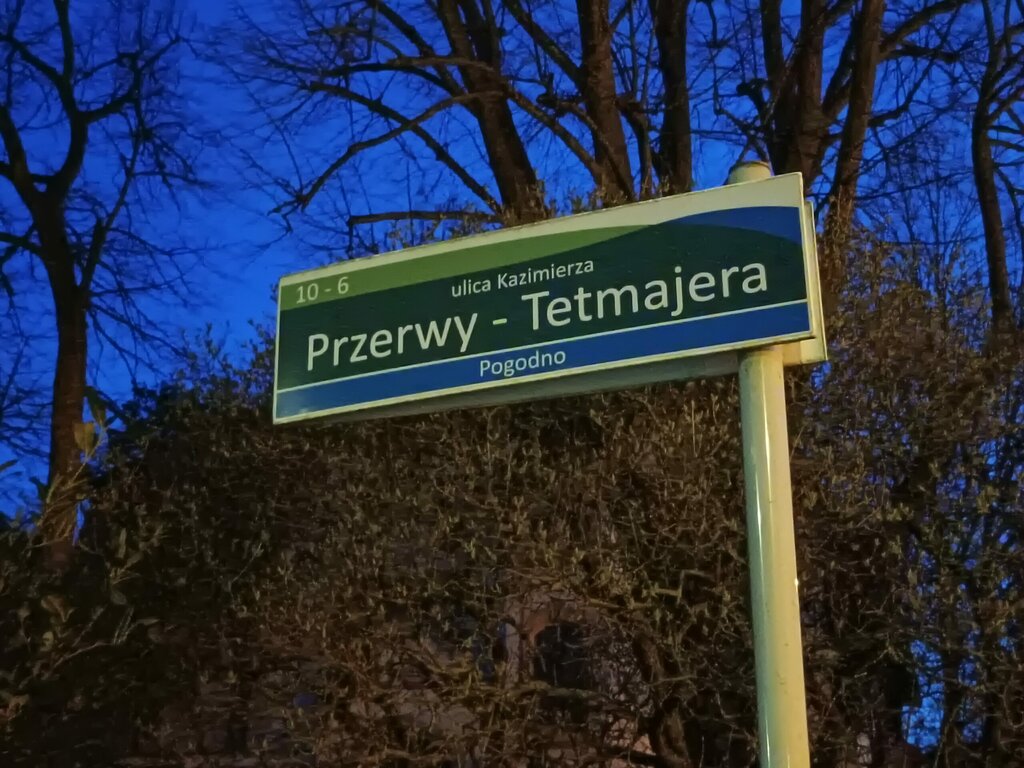 10 - 6
ulica Kazimierza
Przerwy - Tetmajera
Pogodno